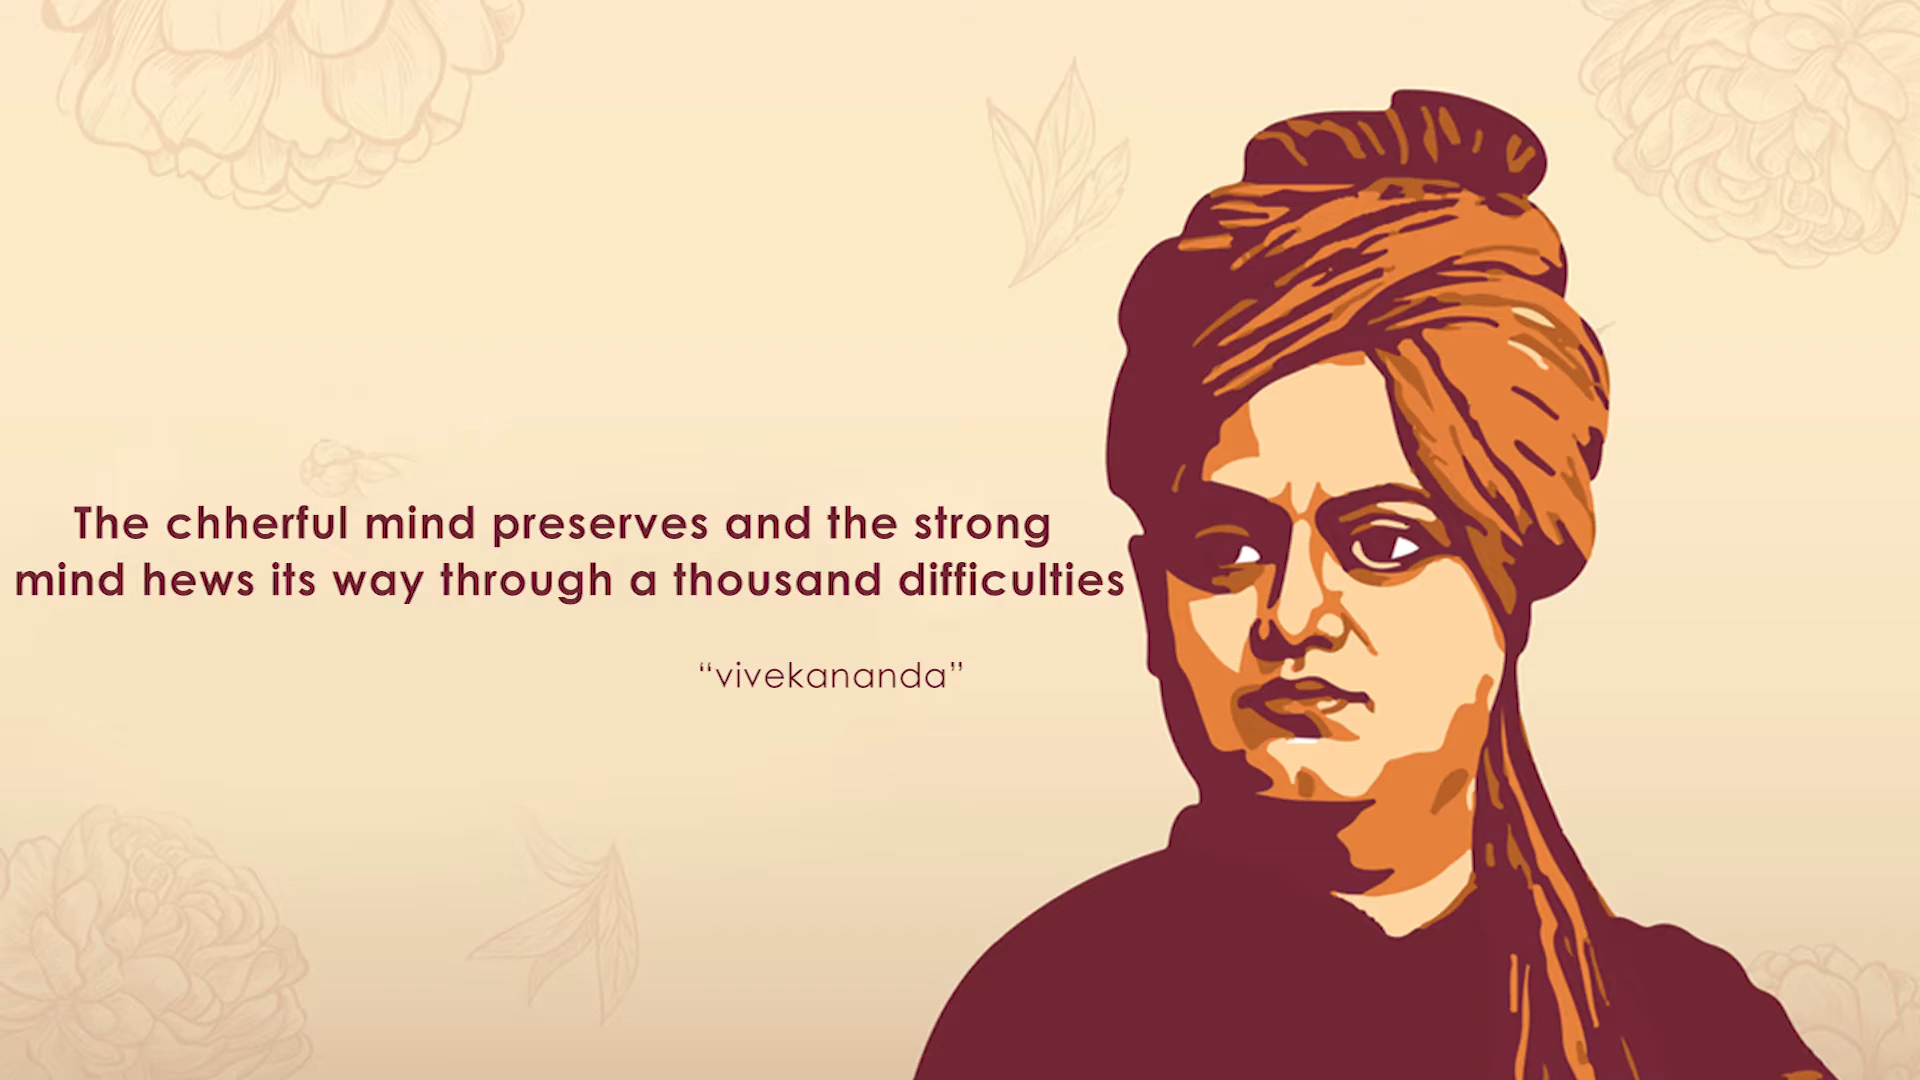 The chherful mind preserves and the strong
mind hews its way through a thousand difficulties
“vivekananda”